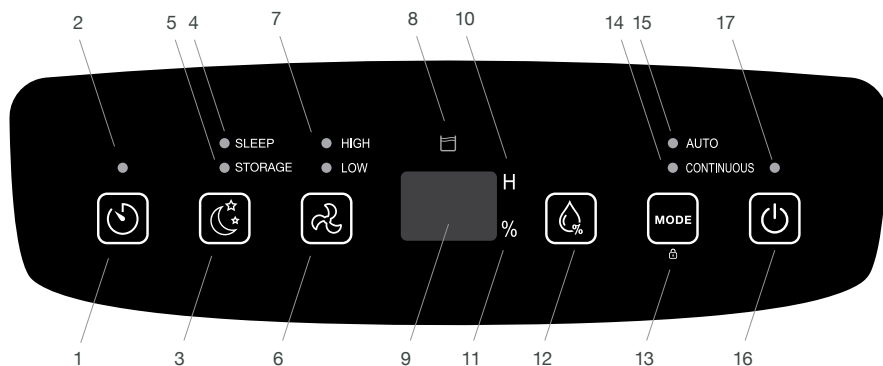 2 5 4 7 8 10 14 15 17
SLEEP HIGH AUTO
STORAGE LOW CONTINUOUS
H
MODE
%
1 3 6 9 11 12 13 16